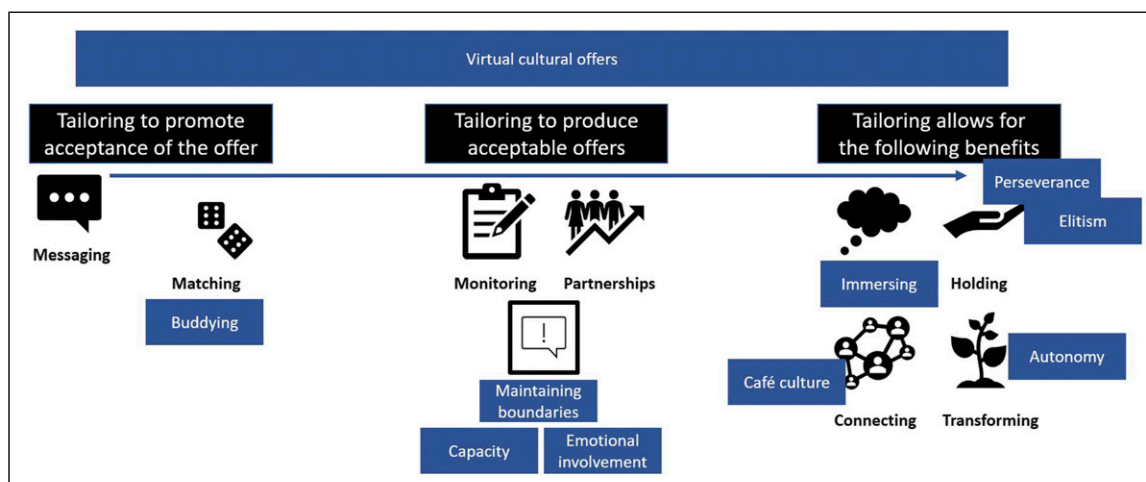 Virtual cultural offers
Tailoring to promote
acceptance of the offer
Tailoring to produce
acceptable offers
Tailoring allows for
the following benefits
Messaging
Matching
Buddying
Monitoring
Partnerships
!
Maintaining
boundaries
Capacity
Emotional
involvement
Perseverance
Elitism
Immersing
Holding
Café culture
Autonomy
Connecting
Transforming